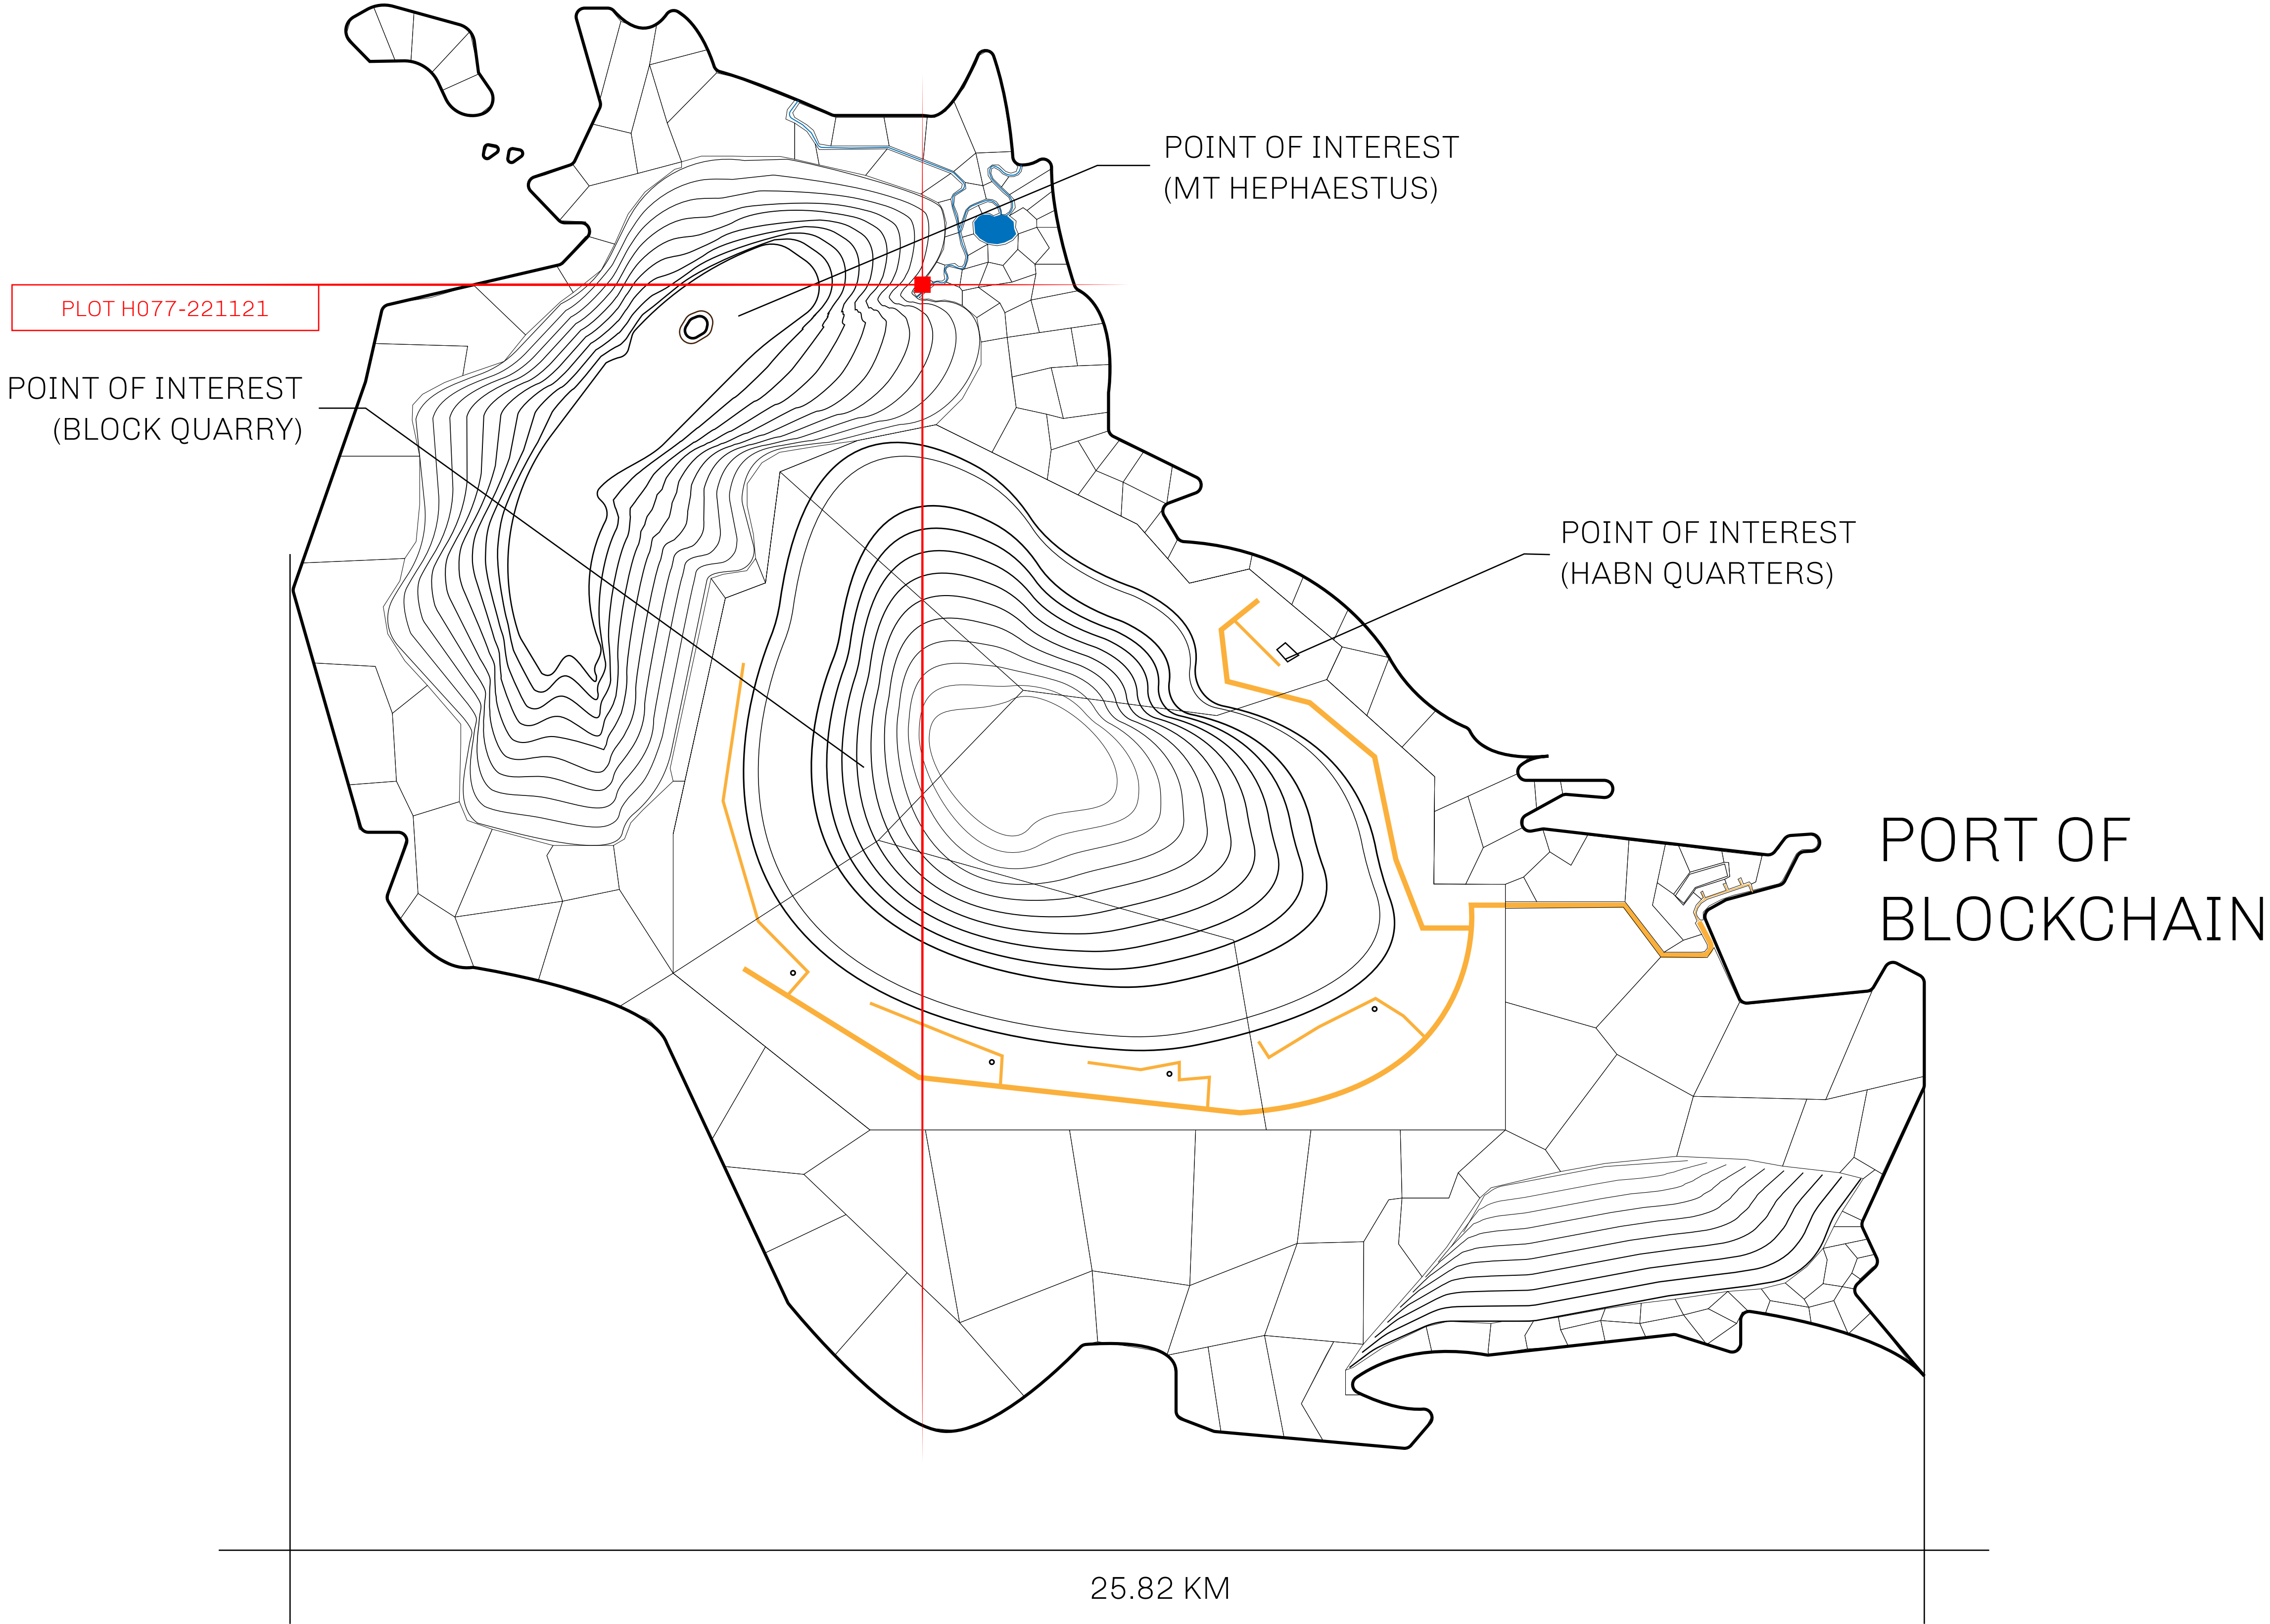 POINT OF INTEREST
(MT HEPHAESTUS)
PLOT H077-221121
POINT OF INTEREST
(BLOCK QUARRY)
POINT OF INTEREST
(HABN QUARTERS)
PORT OF
BLOCKCHAIN
25.82 KM